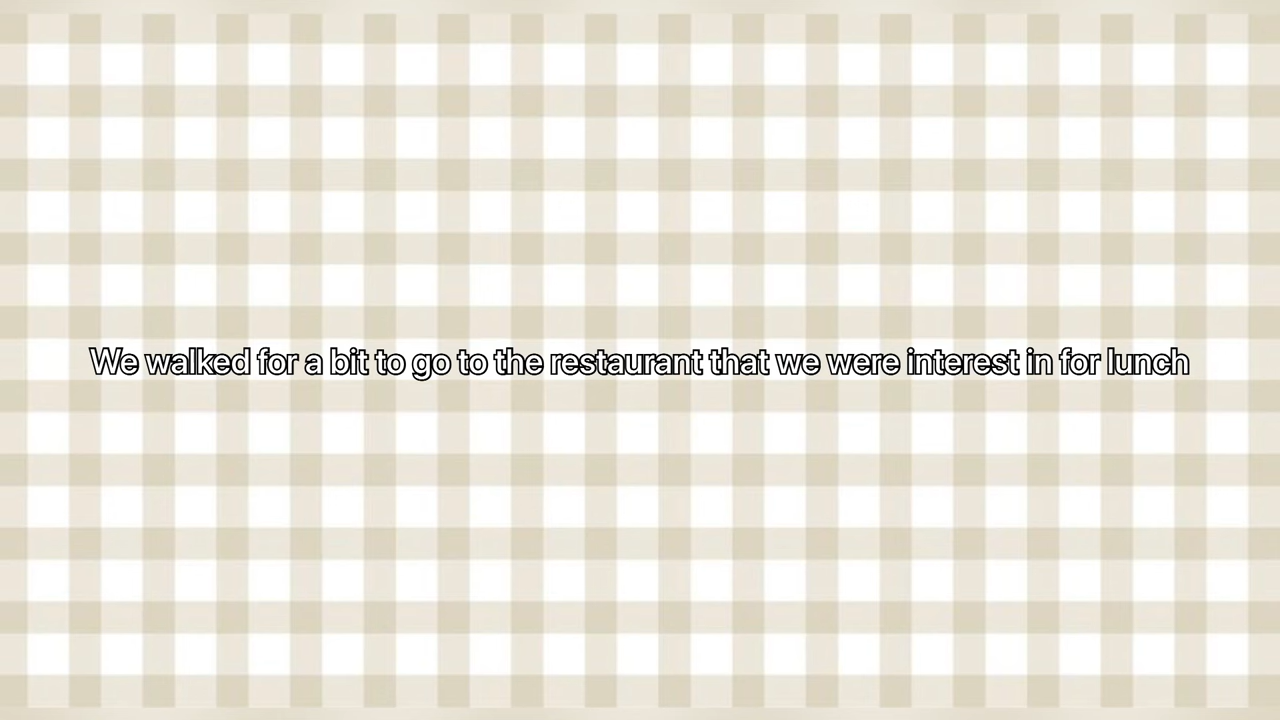 We walked for a bit to go to the restaurant that we were interest in for lunch